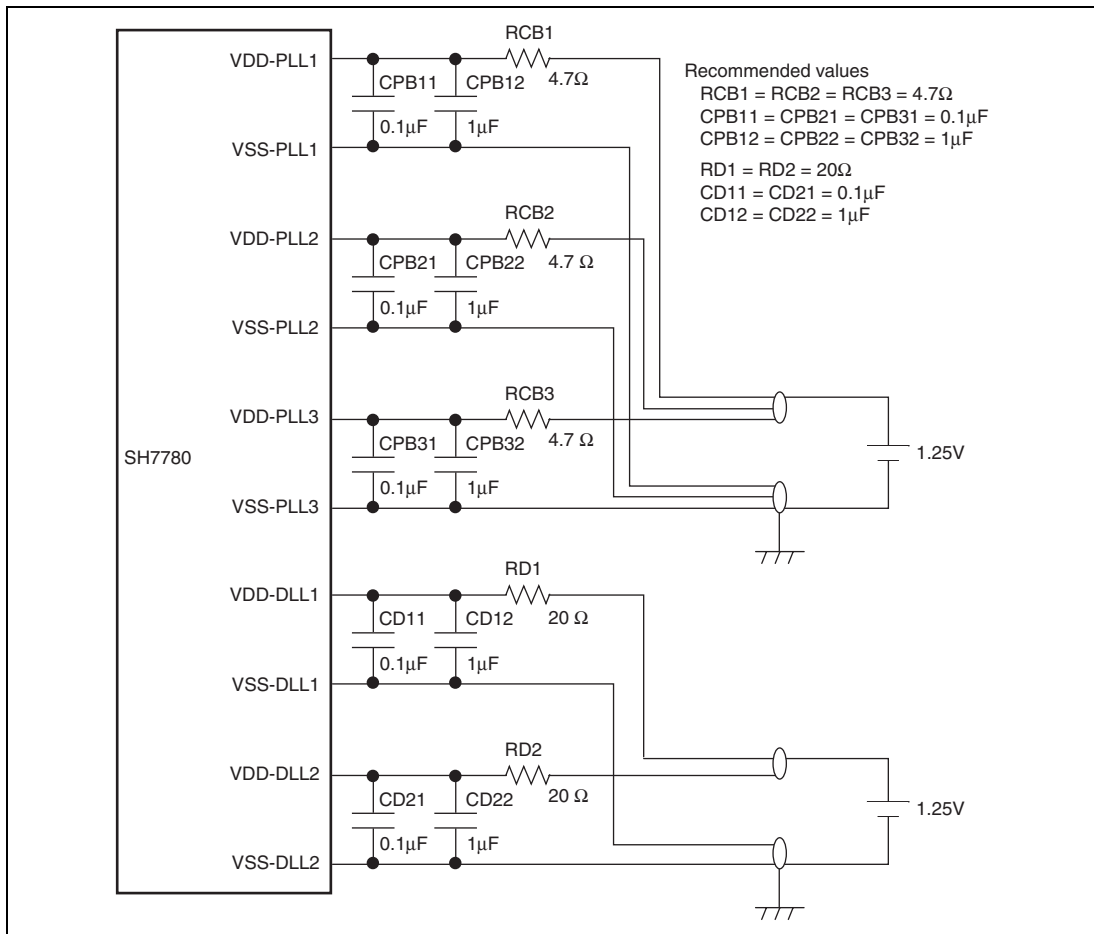 RCB1
VDD-PLL1
CPB11
CPB12
4.7Ω
0.1μF
1μF
VSS-PLL1
Recommended values
RCB1 = RCB2 = RCB3 = 4.7Ω
CPB11 = CPB21 = CPB31 = 0.1μF
CPB12 = CPB22 = CPB32 = 1μF
RD1 = RD2 = 20Ω
CD11 = CD21 = 0.1μF
CD12 = CD22 = 1μF
RCB2
VDD-PLL2
CPB21
CPB22
4.7 Ω
0.1μF
1μF
VSS-PLL2
RCB3
VDD-PLL3
CPB31
CPB32
4.7 Ω
SH7780
0.1μF
1μF
1.25V
VSS-PLL3
RD1
VDD-DLL1
CD11
CD12
20 Ω
0.1μF
1μF
VSS-DLL1
RD2
VDD-DLL2
CD21
CD22
20 Ω
1.25V
0.1μF
1μF
VSS-DLL2